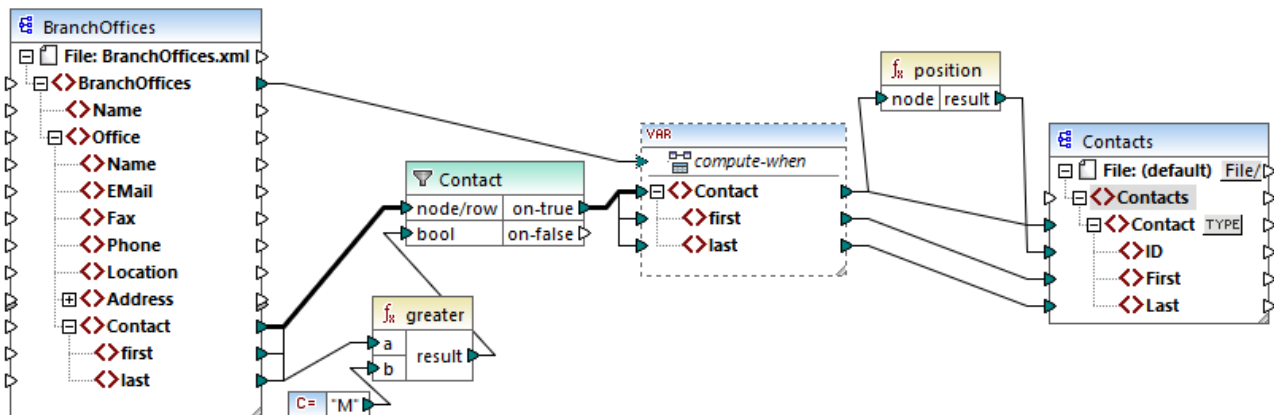 BranchOffices
File: BranchOffices.xml
BranchOffices
Name
Office
Name
EMail
Fax
Phone
Location
Address
Contact
first
last
Contact
node/row on-true
bool on-false
greater
a
result
b
C= "M"
VAR
compute-when
Contact
first
last
fx position
node result
Contacts
File: (default) File/
Contacts
Contact TYPE
ID
First
Last